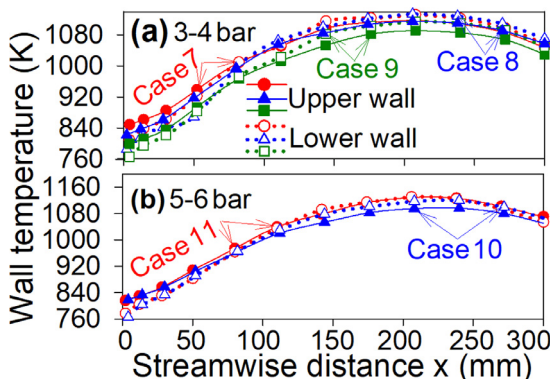 (a) 3-4 bar
1080
1000
920
840
760
Case7
Case 9
Case 8
Upper wall
Lower wall
Wall temperature (K)
(b) 5-6 bar
1160
1080
1000
920
840
760
Case 11
Case 10
0 50 100 150 200 250 300
Streamwise distance x (mm)